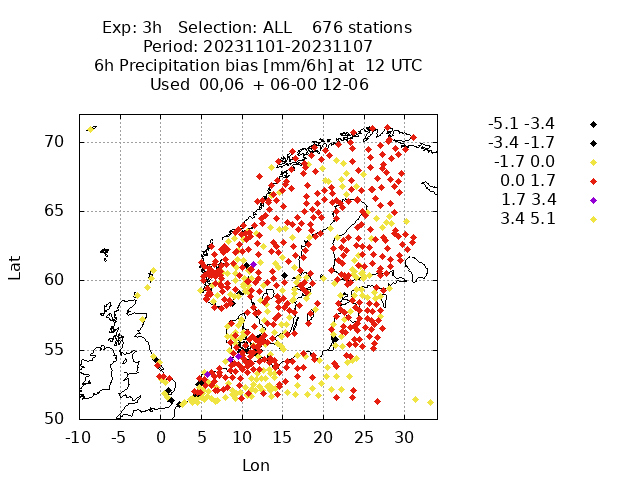 Exp: 3h   Selection: ALL    676 stations
Period: 20231101-20231107
6h Precipitation bias [mm/6h] at  12 UTC
Used 00,06  + 06-00 12-06
-5.1 -3.4
-3.4 -1.7
-1.7 0.0
0.0 1.7
1.7 3.4
3.4 5.1
Lat
70
65
60
55
50
-10 -5 0 5 10 15 20 25 30
Lon